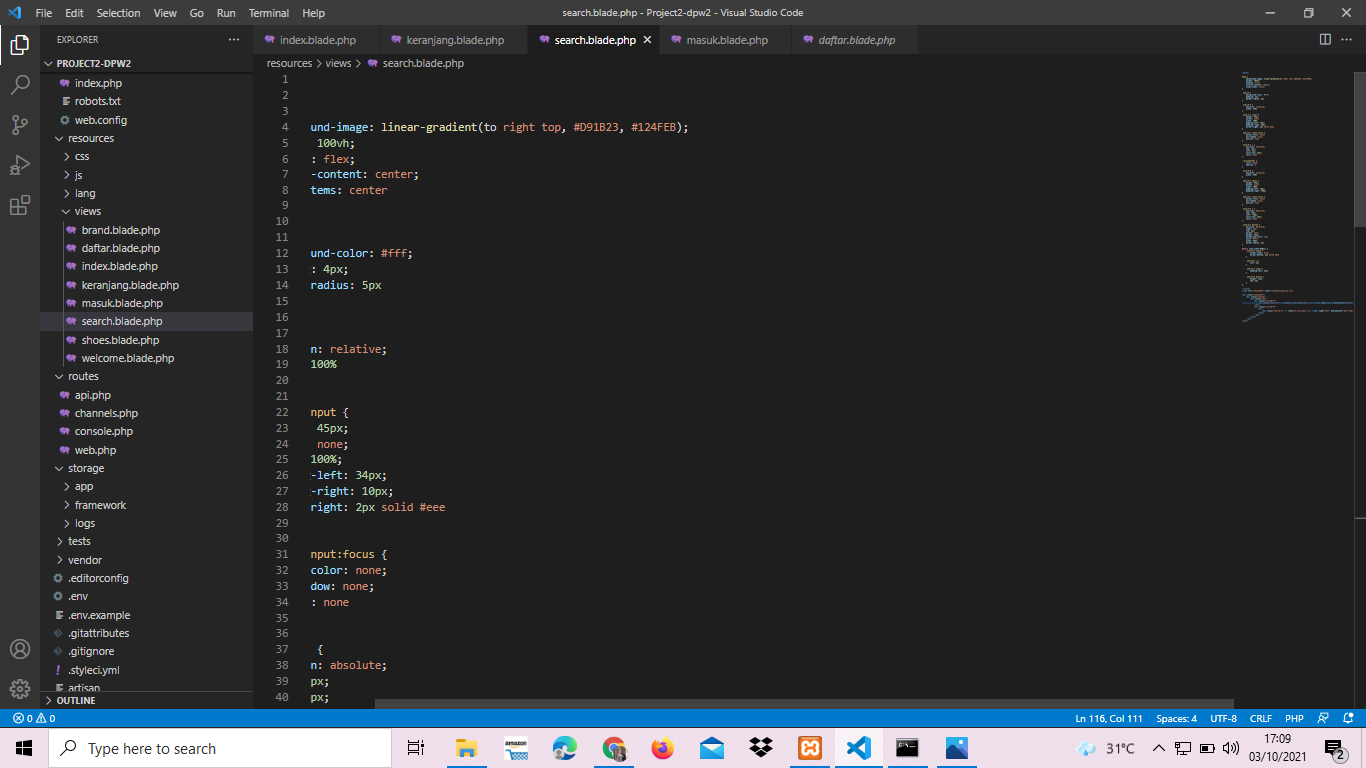 File Edit Selection View Go Run Terminal Help
search.blade.php - Project2-dpw2 - Visual Studio Code
EXPLORER
index.blade.php
keranjang.blade.php
search.blade.php
masuk.blade.php
daftar.blade.php
PROJECT2-DPW2
resources > views > search.blade.php
index.php
robots.txt
web.config
resources
css
js
lang
views
brand.blade.php
daftar.blade.php
index.blade.php
keranjang.blade.php
masuk.blade.php
search.blade.php
shoes.blade.php
welcome.blade.php
routes
api.php
channels.php
console.php
web.php
storage
app
framework
logs
tests
vendor
.editorconfig
.env
.env.example
.gitattributes
.gitignore
.styleci.yml
artisan
OUTLINE
1
2
3
4 und-image: linear-gradient(to right top, #D91B23, #124FEB);
5 100vh;
6 : flex;
7 -content: center;
8 tems: center
9
10
11
12 und-color: #fff;
13 : 4px;
14 radius: 5px
15
16
17
18 n: relative;
19 100%
20
21
22 nput {
23 45px;
24 none;
25 100%;
26 -left: 34px;
27 -right: 10px;
28 right: 2px solid #eee
29
30
31 nput:focus {
32 color: none;
33 dow: none;
34 : none
35
36
37 {
38 n: absolute;
39 px;
40 px;
0 0
Ln 116, Col 111
Spaces: 4
UTF-8
CRLF
PHP
Type here to search
amazon
31°C
17:09
03/10/2021
2